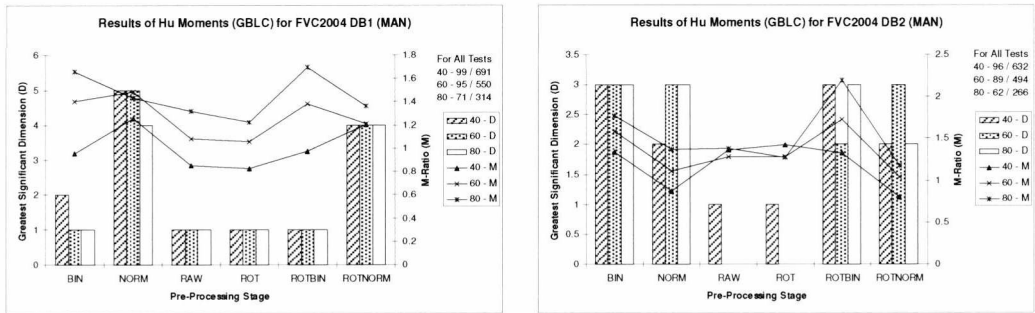 Results of Hu Moments (GBLC) for FVC2004 DB1 (MAN)
Greatest Significant Dimension (D)
6
5
4
3
2
1
0
BIN NORM RAW ROT ROTBIN ROTNORM
Pre-Processing Stage
1.8
1.6
1.4
1.2
1
0.8
0.6
0.4
0.2
0
M-Ratio (M)
For All Tests
40 - 99 / 691
60 - 95 / 550
80 - 71 / 314
40 - D
60 - D
80 - D
40 - M
60 - M
80 - M
Results of Hu Moments (GBLC) for FVC2004 DB2 (MAN)
Greatest Significant Dimension (D)
3.5
3
2.5
2
1.5
1
0.5
0
BIN NORM RAW ROT ROTBIN ROTNORM
Pre-Processing Stage
2.5
2
1.5
1
0.5
0
M-Ratio (M)
For All Tests
40 - 96 / 632
60 - 89 / 494
80 - 62 / 266
40 - D
60 - D
80 - D
40 - M
60 - M
80 - M